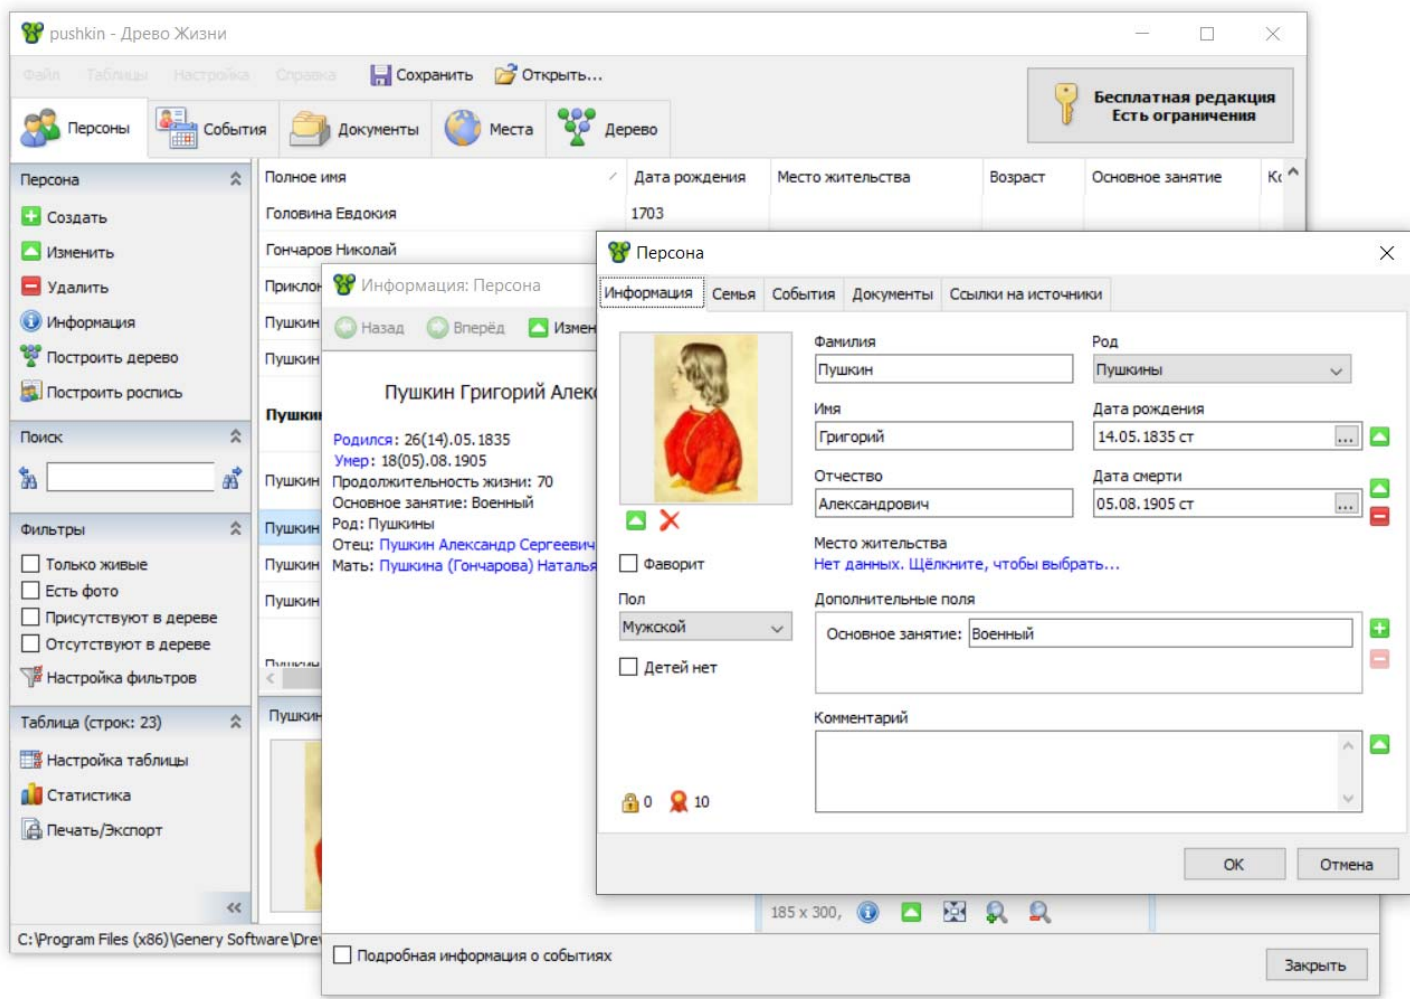 pushkin - Древо Жизни
Файл Таблицы Настройка Справка Сохранить Открыть...
Бесплатная редакция
Есть ограничения
Персоны События Документы Места Дерево
Персона
Создать
Изменить
Удалить
Информация
Построить дерево
Построить роспись
Поиск
Фильтры
Только живые
Есть фото
Присутствуют в дереве
Отсутствуют в дереве
Настройка фильтров
Таблица (строк: 23)
Настройка таблицы
Статистика
Печать/Экспорт
C:\Program Files (x86)\Genery Software\Dre
Полное имя Дата рождения Место жительства Возраст Основное занятие
Головина Евдокия 1703
Гончаров Николай
Приклон
Пушкин
Пушкин
Пушкин
Пушкин
Пушкин
Пушкин
Пушкин
Пушкин
Пушкин
Информация: Персона
Назад Вперёд Измен
Пушкин Григорий Алек
Родился: 26(14).05.1835
Умер: 18(05).08.1905
Продолжительность жизни: 70
Основное занятие: Военный
Род: Пушкины
Отец: Пушкин Александр Сергеевич
Мать: Пушкина (Гончарова) Наталья
185 x 300,
Подробная информация о событиях
Закрыть
Персона
Информация Семья События Документы Ссылки на источники
Фамилия Род
Пушкин Пушкины
Имя Дата рождения
Григорий 14.05.1835 ст ...
Отчество Дата смерти
Александрович 05.08.1905 ст ...
Место жительства
Нет данных. Щёлкните, чтобы выбрать...
Фаворит
Пол
Мужской
Детей нет
Дополнительные поля
Основное занятие: Военный
Комментарий
0 10
OK Отмена